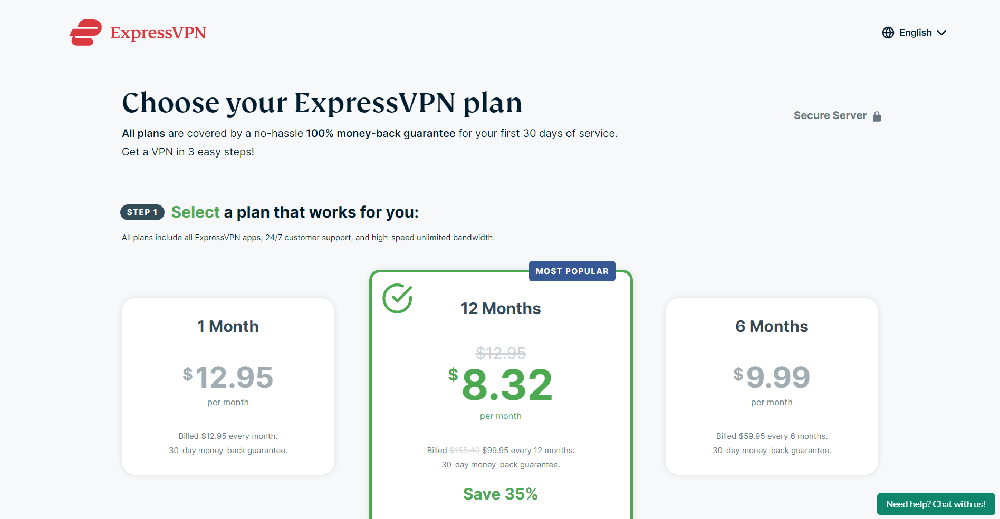 ExpressVPN
English
Choose your ExpressVPN plan
All plans are covered by a no-hassle 100% money-back guarantee for your first 30 days of service.
Get a VPN in 3 easy steps!
Secure Server
STEP 1 Select a plan that works for you:
All plans include all ExpressVPN apps, 24/7 customer support, and high-speed unlimited bandwidth.
1 Month
$12.95
per month
Billed $12.95 every month.
30-day money-back guarantee.
MOST POPULAR
12 Months
$12.95
$8.32
per month
Billed $155.40 $99.95 every 12 months.
30-day money-back guarantee.
Save 35%
6 Months
$9.99
per month
Billed $59.95 every 6 months.
30-day money-back guarantee.
Need help? Chat with us!